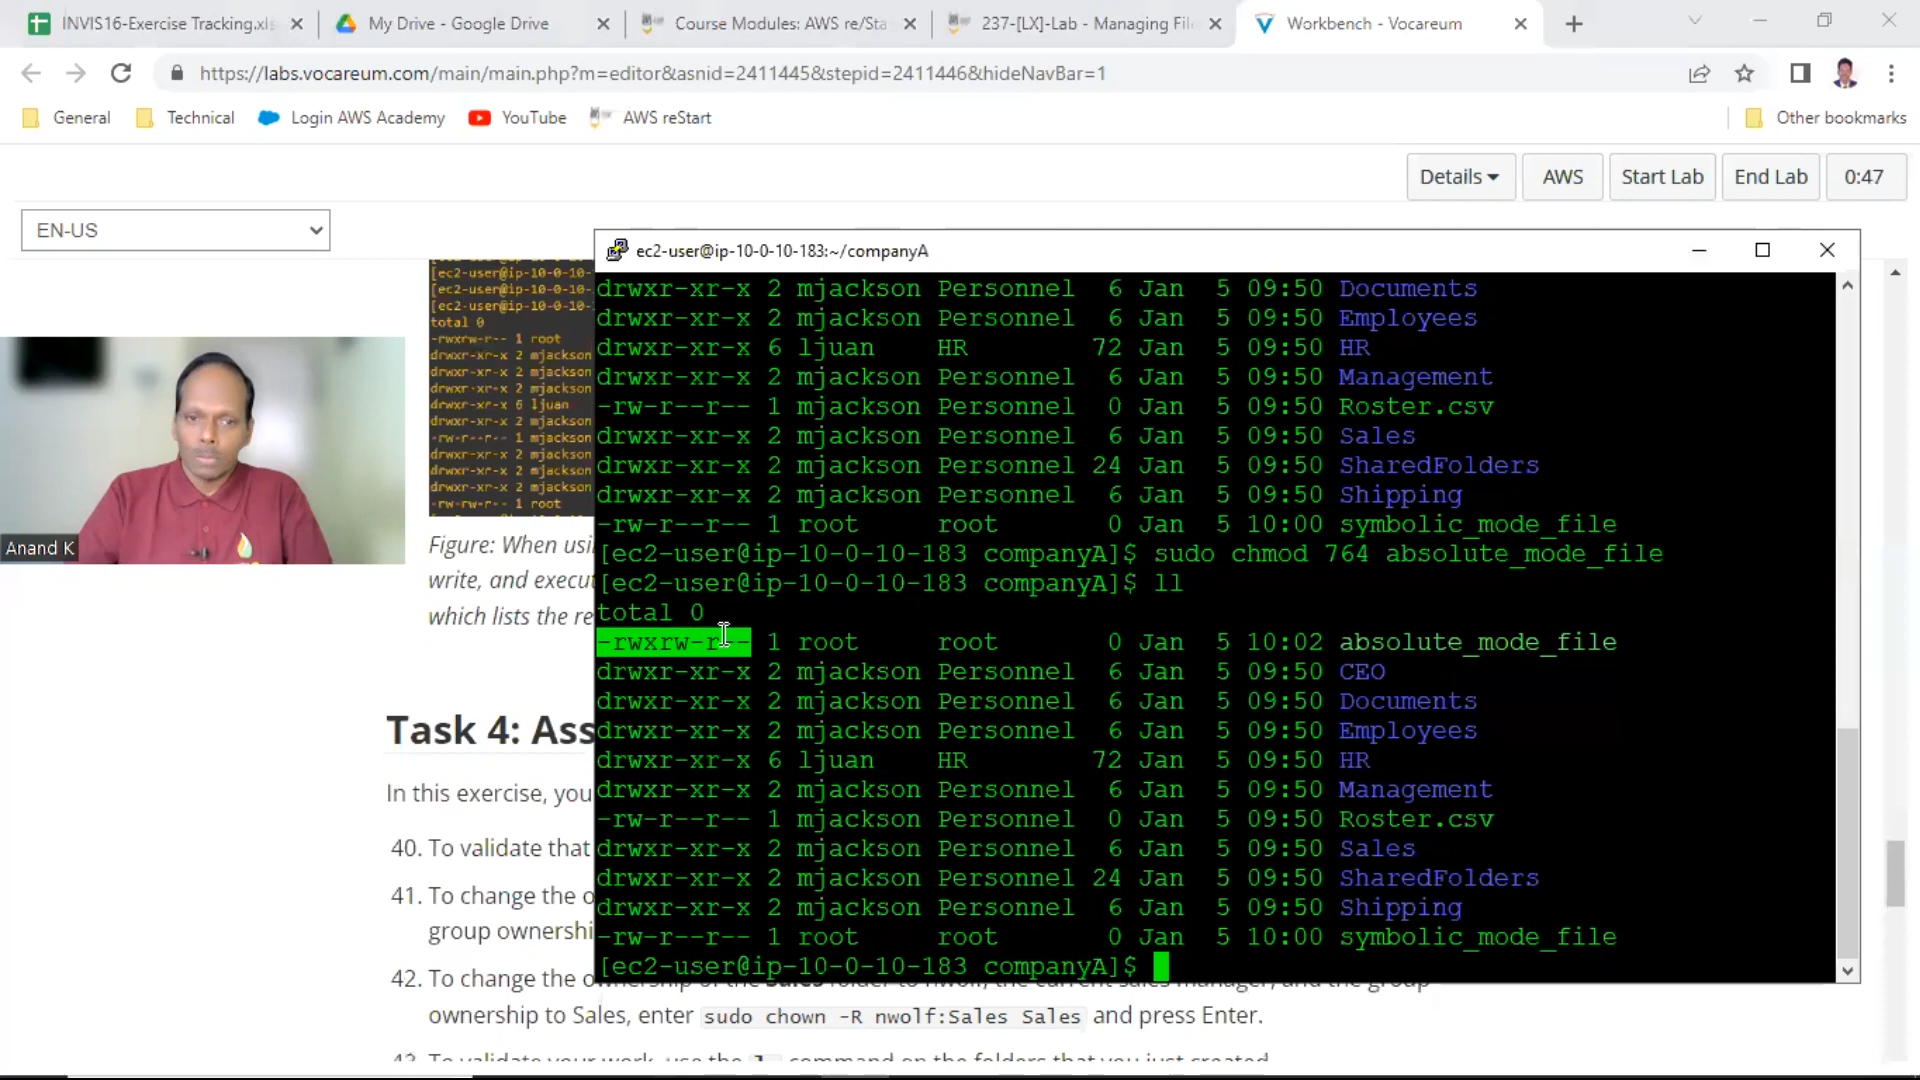 INVIS16-Exercise Tracking.xls
My Drive - Google Drive
Course Modules: AWS re/Sta
237-[LX]-Lab - Managing Fil
Workbench - Vocareum
https://labs.vocareum.com/main/main.php?m=editor&asnid=2411445&stepid=2411446&hideNavBar=1
General
Technical
Login AWS Academy
YouTube
AWS reStart
Other bookmarks
Details
AWS
Start Lab
End Lab
0:47
EN-US
[ec2-user@ip-10-0-10-
[ec2-user@ip-10-0-10-
[ec2-user@ip-10-0-10-
total 0
-rwxrw-r-- 1 root
drwxr-xr-x 2 mjackson
drwxr-xr-x 2 mjackson
drwxr-xr-x 2 mjackson
drwxr-xr-x 6 ljuan
drwxr-xr-x 2 mjackson
-rw-r--r-- 1 mjackson
drwxr-xr-x 2 mjackson
drwxr-xr-x 2 mjackson
drwxr-xr-x 2 mjackson
-rw-rw-r-- 1 root
Anand K
Figure: When usi
write, and execu
which lists the re
Task 4: Ass
In this exercise, you
40. To validate that
41. To change the o
group ownershi
42. To change the ownership of the Sales folder to nwolf, the current sales manager, and the group
ownership to Sales, enter sudo chown -R nwolf:Sales Sales and press Enter.
43. To validate your work, use the ls command on the folders that you just created
ec2-user@ip-10-0-10-183:~/companyA
drwxr-xr-x 2 mjackson Personnel 6 Jan 5 09:50 Documents
drwxr-xr-x 2 mjackson Personnel 6 Jan 5 09:50 Employees
drwxr-xr-x 6 ljuan HR 72 Jan 5 09:50 HR
drwxr-xr-x 2 mjackson Personnel 6 Jan 5 09:50 Management
-rw-r--r-- 1 mjackson Personnel 0 Jan 5 09:50 Roster.csv
drwxr-xr-x 2 mjackson Personnel 6 Jan 5 09:50 Sales
drwxr-xr-x 2 mjackson Personnel 24 Jan 5 09:50 SharedFolders
drwxr-xr-x 2 mjackson Personnel 6 Jan 5 09:50 Shipping
-rw-r--r-- 1 root root 0 Jan 5 10:00 symbolic_mode_file
[ec2-user@ip-10-0-10-183 companyA]$ sudo chmod 764 absolute_mode_file
[ec2-user@ip-10-0-10-183 companyA]$ ll
total 0
-rwxrw-r-- 1 root root 0 Jan 5 10:02 absolute_mode_file
drwxr-xr-x 2 mjackson Personnel 6 Jan 5 09:50 CEO
drwxr-xr-x 2 mjackson Personnel 6 Jan 5 09:50 Documents
drwxr-xr-x 2 mjackson Personnel 6 Jan 5 09:50 Employees
drwxr-xr-x 6 ljuan HR 72 Jan 5 09:50 HR
drwxr-xr-x 2 mjackson Personnel 6 Jan 5 09:50 Management
-rw-r--r-- 1 mjackson Personnel 0 Jan 5 09:50 Roster.csv
drwxr-xr-x 2 mjackson Personnel 6 Jan 5 09:50 Sales
drwxr-xr-x 2 mjackson Personnel 24 Jan 5 09:50 SharedFolders
drwxr-xr-x 2 mjackson Personnel 6 Jan 5 09:50 Shipping
-rw-r--r-- 1 root root 0 Jan 5 10:00 symbolic_mode_file
[ec2-user@ip-10-0-10-183 companyA]$